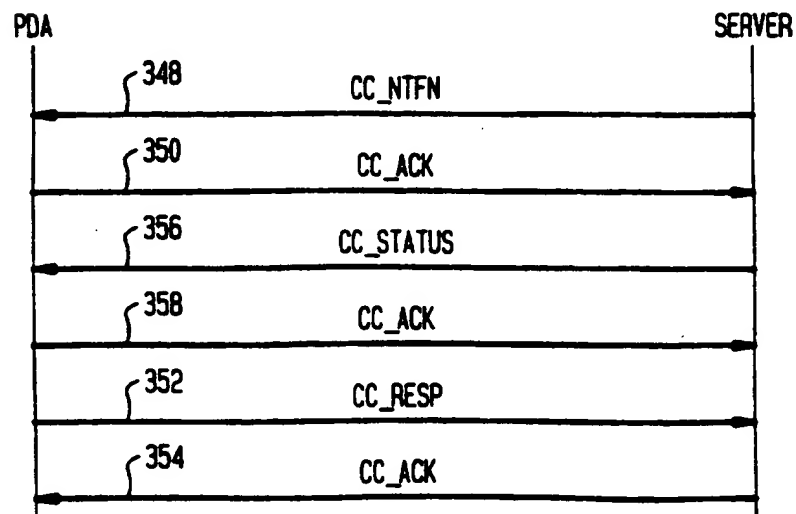 PDA SERVER
348 CC_NTFN
350 CC_ACK
356 CC_STATUS
358 CC_ACK
352 CC_RESP
354 CC_ACK